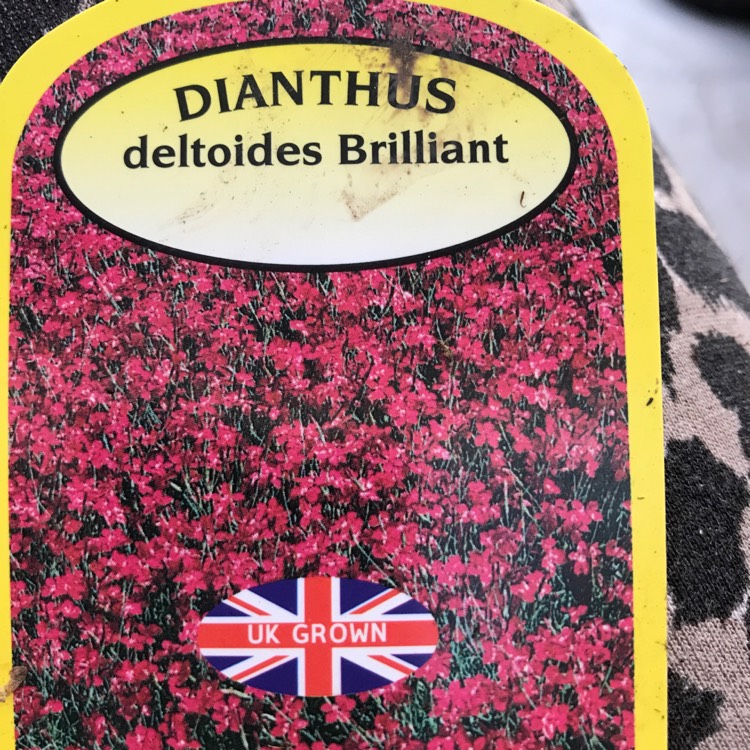 DIANTHUS
deltoides Brilliant
UK GROWN